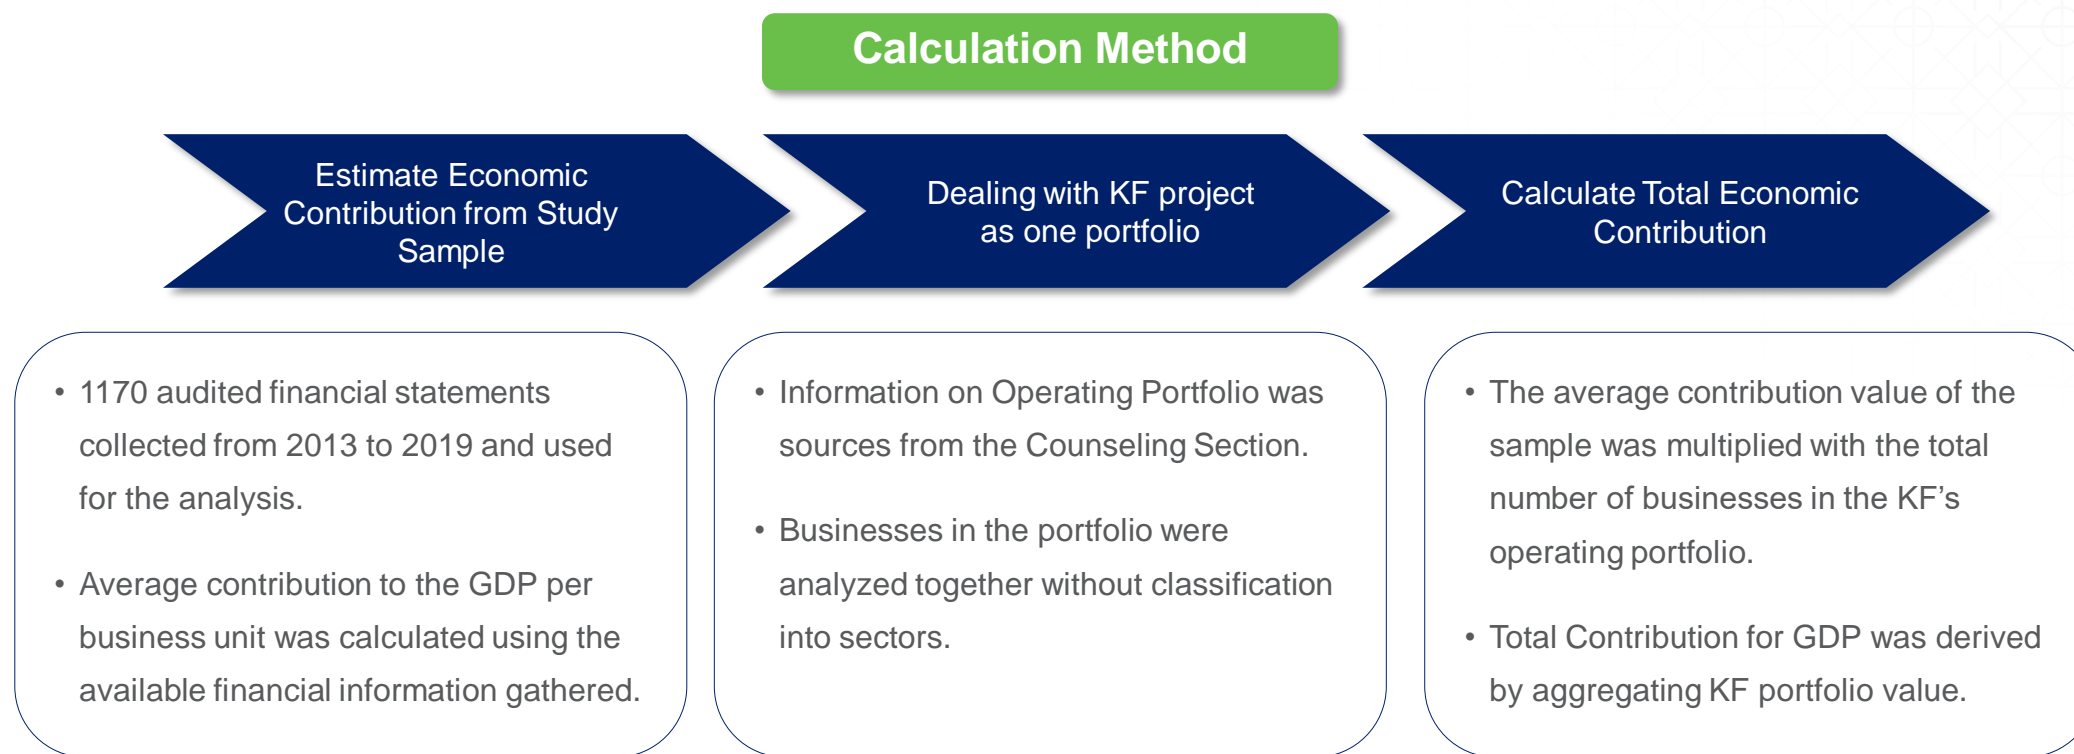 Calculation Method
Estimate Economic
Contribution from Study
Sample
Dealing with KF project
as one portfolio
Calculate Total Economic
Contribution
• 1170 audited financial statements
collected from 2013 to 2019 and used
for the analysis.
• Average contribution to the GDP per
business unit was calculated using the
available financial information gathered.
• Information on Operating Portfolio was
sources from the Counseling Section.
• Businesses in the portfolio were
analyzed together without classification
into sectors.
• The average contribution value of the
sample was multiplied with the total
number of businesses in the KF’s
operating portfolio.
• Total Contribution for GDP was derived
by aggregating KF portfolio value.